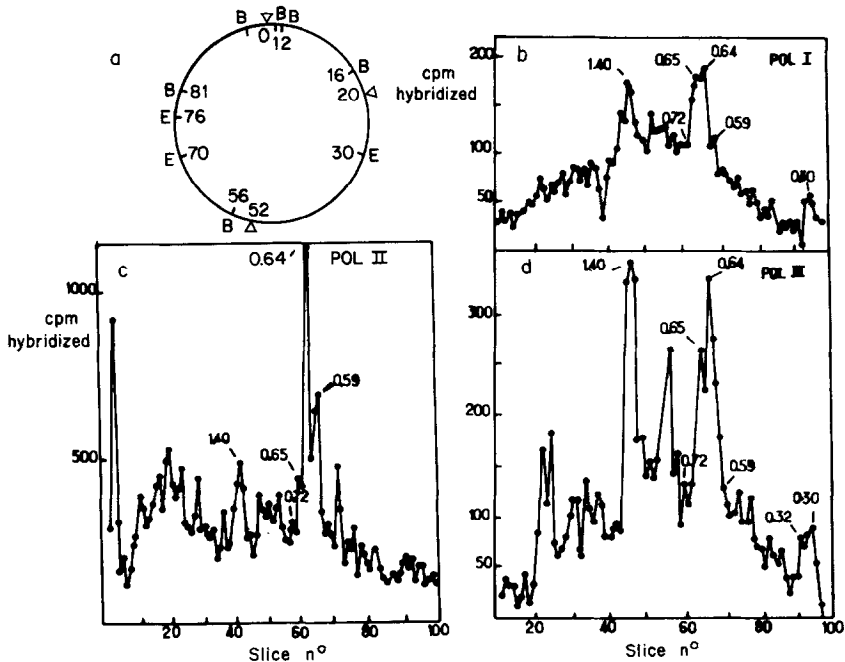 a
B B B
0 12
16 B
20
30 E
52
56
B
70
E
76
E
81
B
b
POL I
cpm
hybridized
200
150
100
50
1.40
0.65
0.64
0.72
0.59
c
POL II
cpm
hybridized
1000
500
0.64
0.59
1.40
0.65
0.72
20 40 60 80 100
Slice n°
d
POL III
300
200
100
50
1.40
0.64
0.65
0.72
0.59
0.32
0.30
20 40 60 80 100
Slice n°